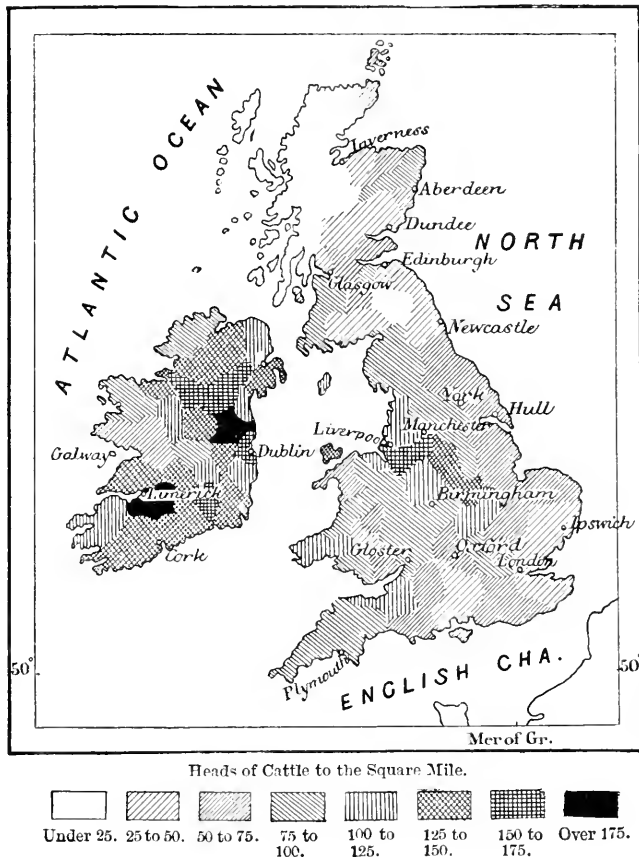 ATLANTIC OCEAN
Inverness
Aberdeen
Dundee
NORTH
Edinburgh
Glasgow
SEA
Newcastle
York
Hull
Manchester
Liverpool
Galway
Dublin
Limerick
Birmingham
Ipswich
Cork
Gloster
Oxford
London
Plymouth
ENGLISH CHA.
50°
50°
Mer of Gr.
Heads of Cattle to the Square Mile.
Under 25. 25 to 50. 50 to 75. 75 to 100. 100 to 125. 125 to 150. 150 to 175. Over 175.